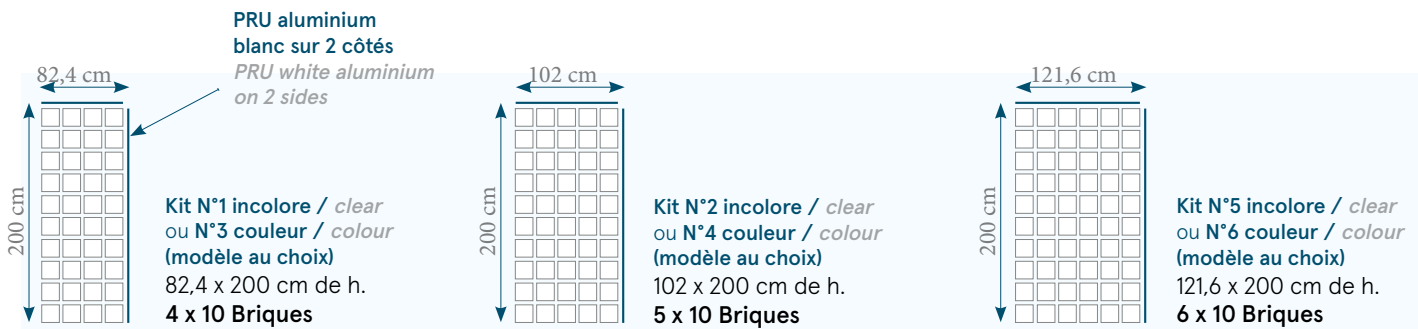 PRU aluminium
blanc sur 2 côtés
PRU white aluminium
on 2 sides
82,4 cm
200 cm
Kit N°1 incolore / clear
ou N°3 couleur / colour
(modèle au choix)
82,4 x 200 cm de h.
4 x 10 Briques
102 cm
200 cm
Kit N°2 incolore / clear
ou N°4 couleur / colour
(modèle au choix)
102 x 200 cm de h.
5 x 10 Briques
121,6 cm
200 cm
Kit N°5 incolore / clear
ou N°6 couleur / colour
(modèle au choix)
121,6 x 200 cm de h.
6 x 10 Briques